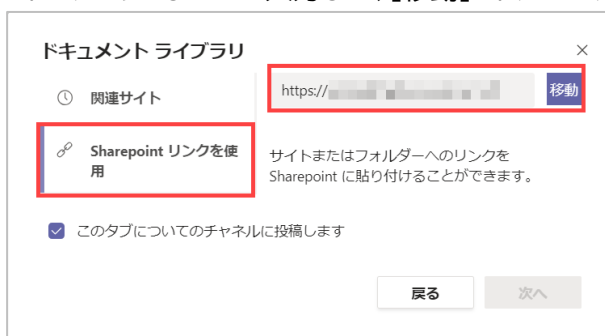 ドキュメント ライブラリ
×
関連サイト
https://
移動
Sharepoint リンクを使
用
サイトまたはフォルダーへのリンクを
Sharepoint に貼り付けることができます。
このタブについてのチャネルに投稿します
戻る
次へ